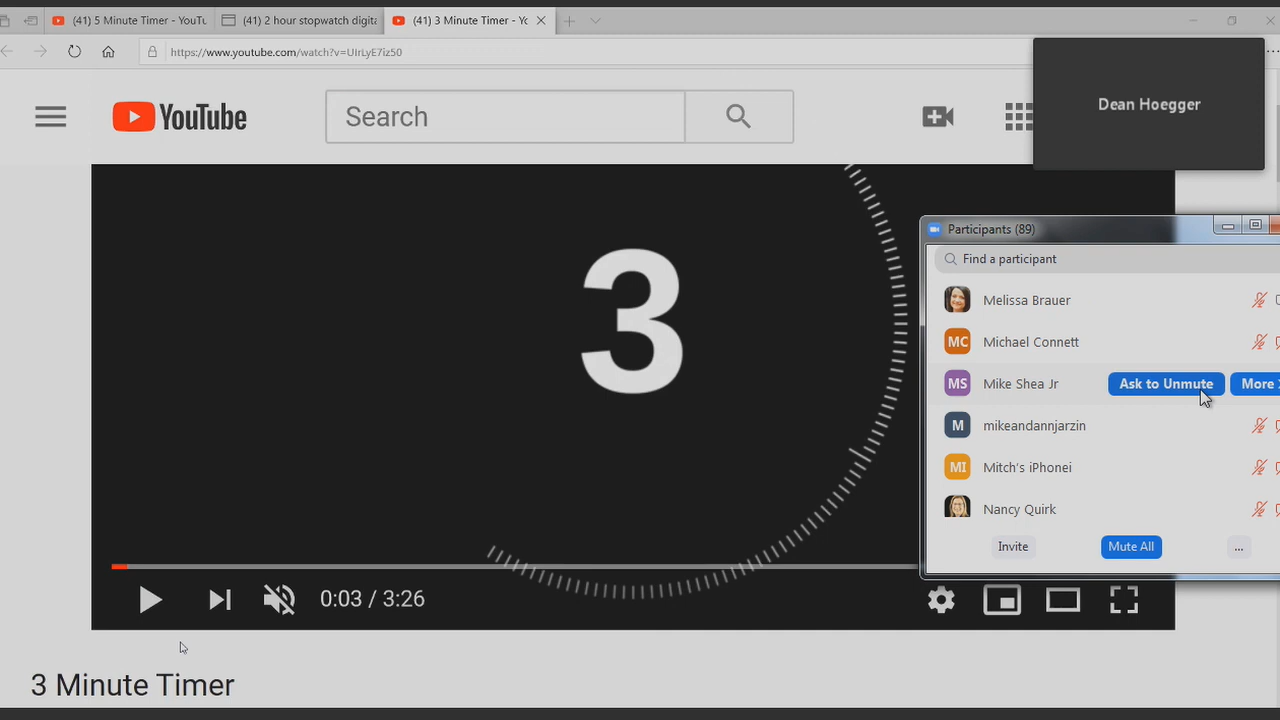 (41) 5 Minute Timer - YouTu
(41) 2 hour stopwatch digita
(41) 3 Minute Timer - Yo
https://www.youtube.com/watch?v=UIrLyE7iz50
YouTube
Search
Dean Hoegger
3
Participants (89)
Find a participant
Melissa Brauer
MC Michael Connett
MS Mike Shea Jr Ask to Unmute More
M mikeandannjarzin
MI Mitch's iPhonei
Nancy Quirk
Invite Mute All ...
0:03 / 3:26
3 Minute Timer